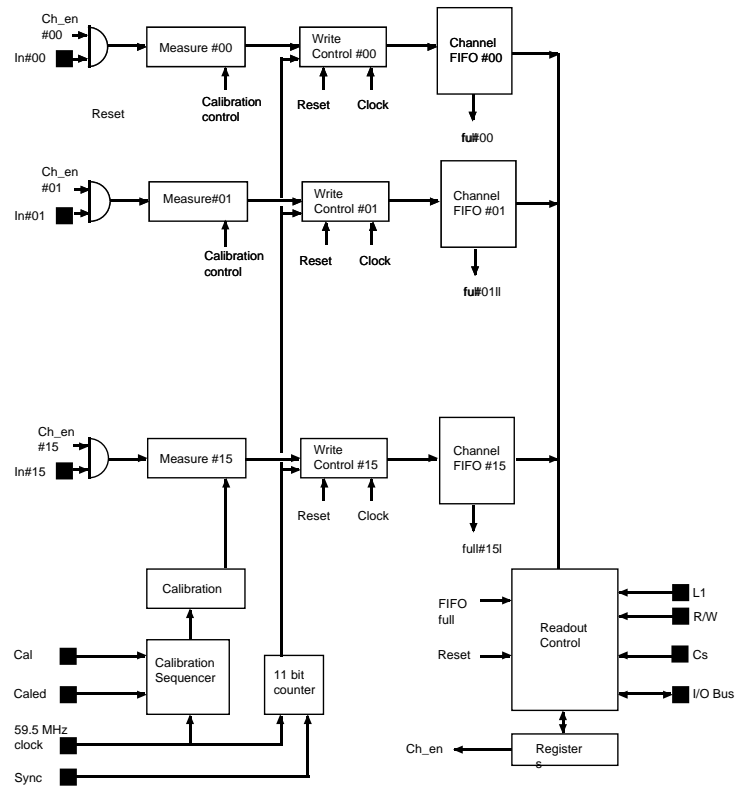 Ch_en
#00
In#00
Measure #00
Write
Control #00
Channel
FIFO #00
Reset
Calibration
control
Reset
Clock
full#00
Ch_en
#01
In#01
Measure#01
Write
Control #01
Channel
FIFO #01
Calibration
control
Reset
Clock
full#01ll
Ch_en
#15
In#15
Measure #15
Write
Control #15
Channel
FIFO #15
Reset
Clock
full#15l
Calibration
Cal
Caled
Calibration
Sequencer
11 bit
counter
59.5 MHz
clock
Sync
FIFO
full
Reset
Readout
Control
L1
R/W
Cs
I/O Bus
Ch_en
Register
s